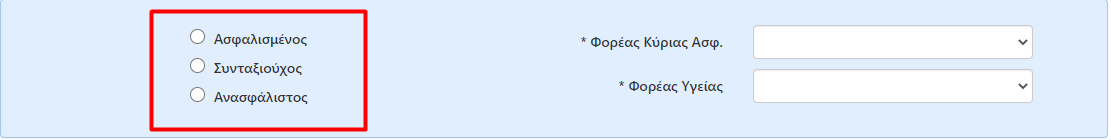 Ασφαλισμένος
Συνταξιούχος
Ανασφάλιστος
* Φορέας Κύριας Ασφ.
* Φορέας Υγείας